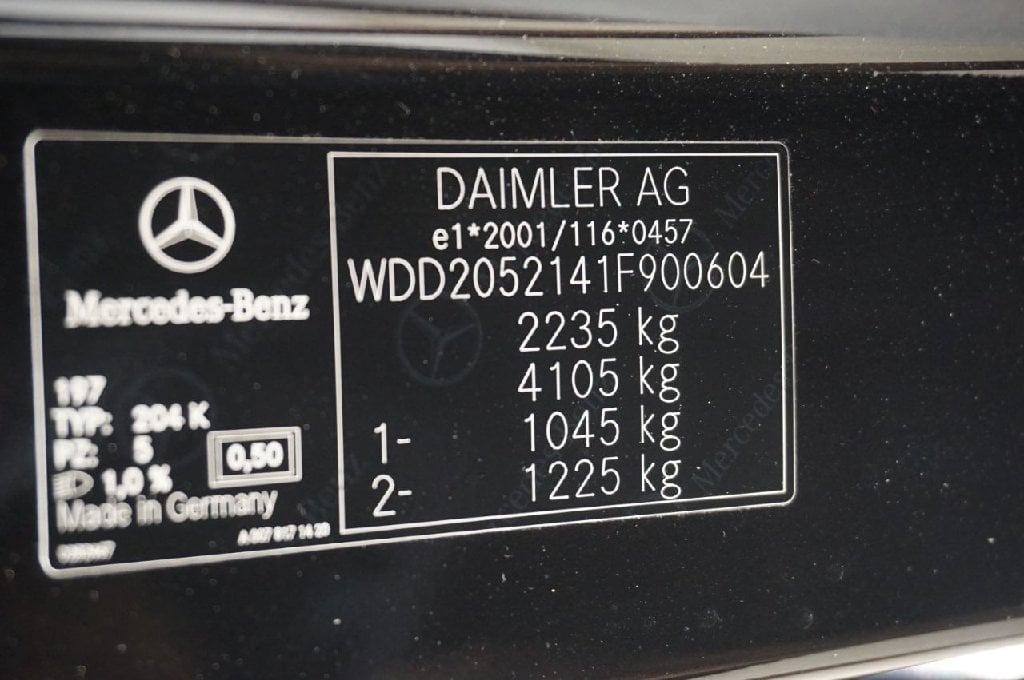 Mercedes-Benz
197
TYP: 204 K
PZ: 5
0,50
1,0 %
Made in Germany
DAIMLER AG
e1*2001/116*0457
WDD2052141F900604
2235 kg
4105 kg
1- 1045 kg
2- 1225 kg